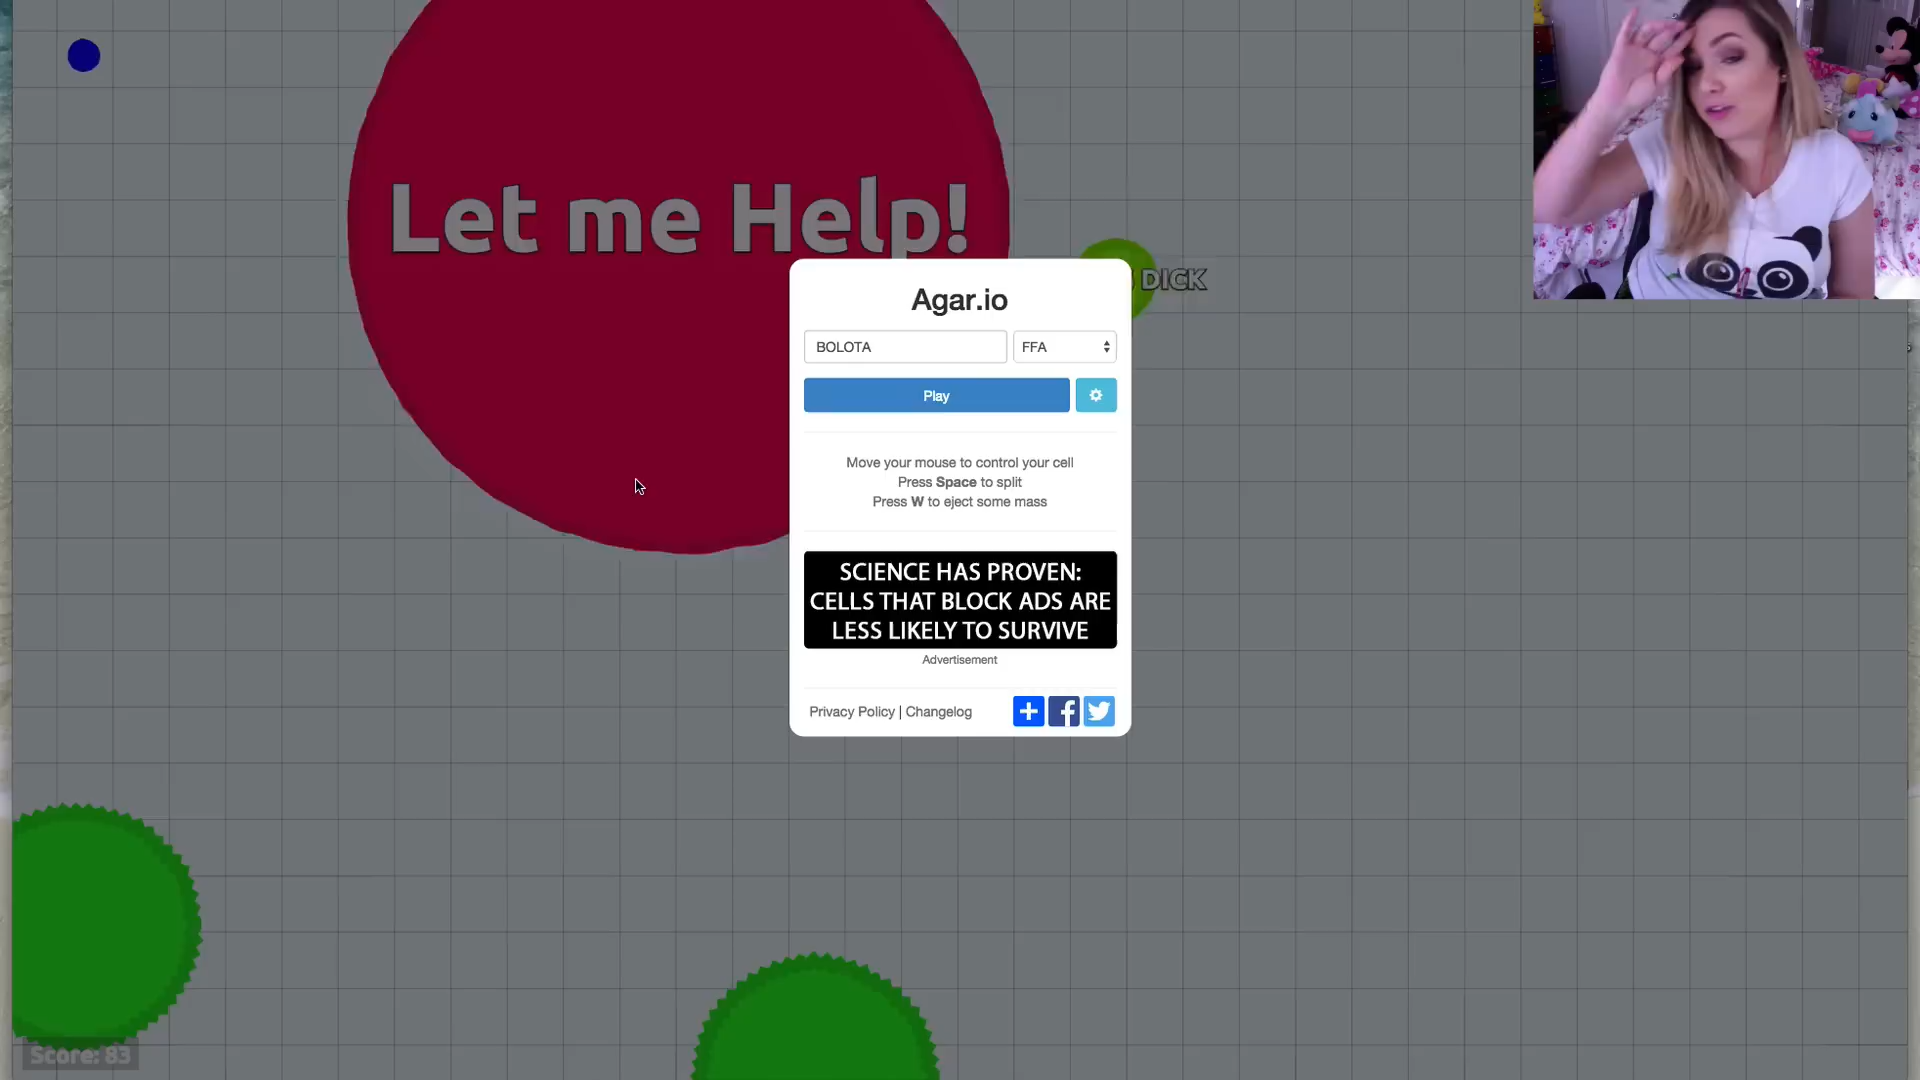 Let me Help!
DICK
Agar.io
BOLOTA
FFA
Play
Move your mouse to control your cell
Press Space to split
Press W to eject some mass
SCIENCE HAS PROVEN:
CELLS THAT BLOCK ADS ARE
LESS LIKELY TO SURVIVE
Advertisement
Privacy Policy | Changelog
Score: 83